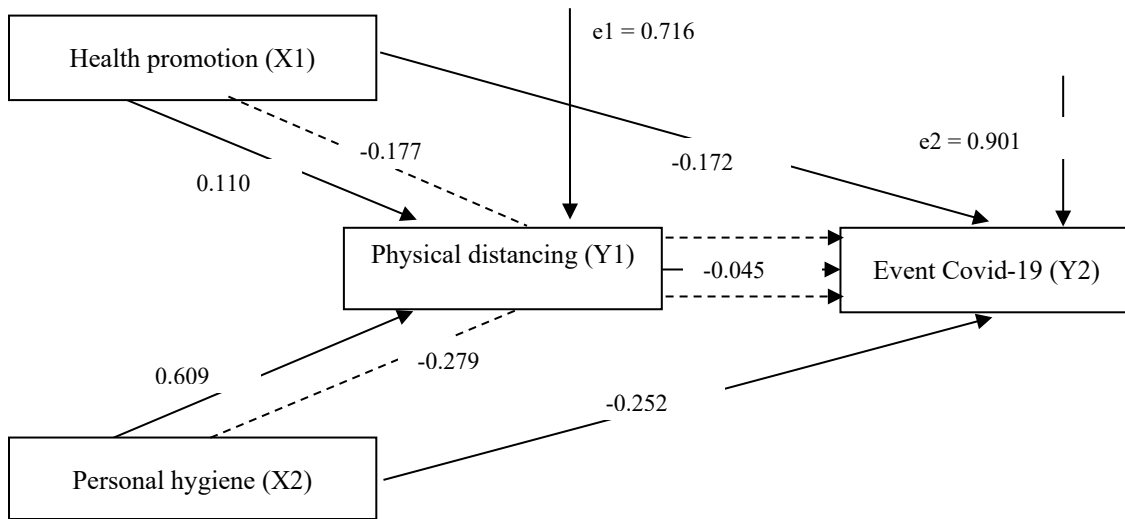 e1 = 0.716
Health promotion (X1)
e2 = 0.901
-0.177
-0.172
0.110
Physical distancing (Y1)
-0.045
Event Covid-19 (Y2)
-0.279
0.609
-0.252
Personal hygiene (X2)